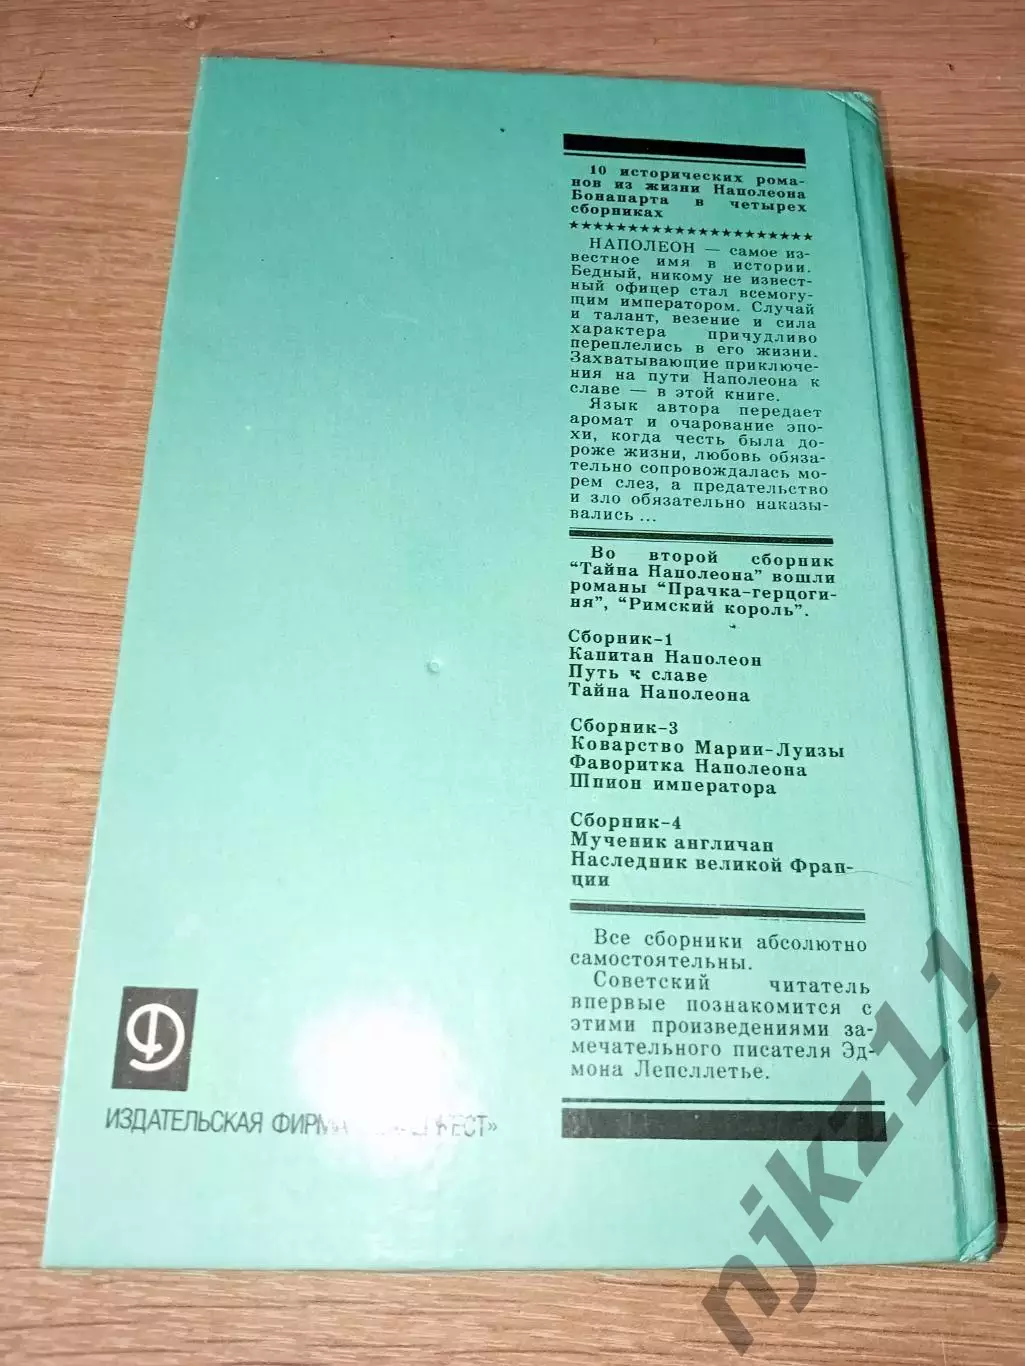 10 исторических рома-
нов из жизни Наполеона
Бонапарта в четырех
сборниках
*********************
НАПОЛЕОН — самое из-
вестное имя в истории.
Бедный, никому не извест-
ный офицер стал всемогу-
щим императором. Случай
и талант, везение и сила
характера причудливо
переплелись в его жизни.
Захватывающие приключе-
ния на пути Наполеона к
славе — в этой книге.
Язык автора передает
аромат и очарование эпо-
хи, когда честь была до-
роже жизни, любовь обяза-
тельно сопровождалась мо-
рем слез, а предательство
и зло обязательно наказы-
вались ...
Во второй сборник
"Тайна Наполеона" вошли
романы "Прачка-герцоги-
ня", "Римский король".
Сборник-1
Капитан Наполеон
Путь к славе
Тайна Наполеона
Сборник-3
Коварство Марии-Луизы
Фаворитка Наполеона
Шпион императора
Сборник-4
Мученик англичан
Наследник великой Фран-
ции
Все сборники абсолютно
самостоятельны.
Советский читатель
впервые познакомится с
этими произведениями за-
мечательного писателя Эд-
мона Лепеллетье.
ИЗДАТЕЛЬСКАЯ ФИРМА
njkz11